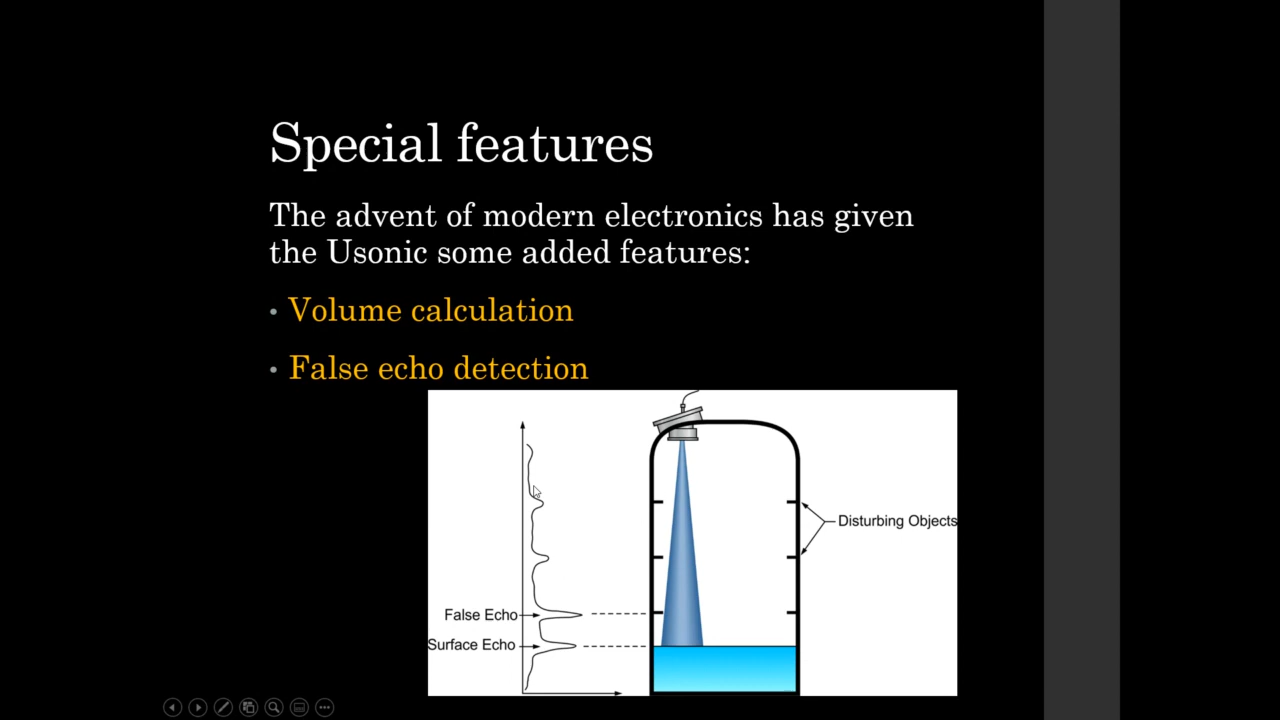 Special features
The advent of modern electronics has given
the Usonic some added features:
• Volume calculation
• False echo detection
Disturbing Objects
False Echo
Surface Echo